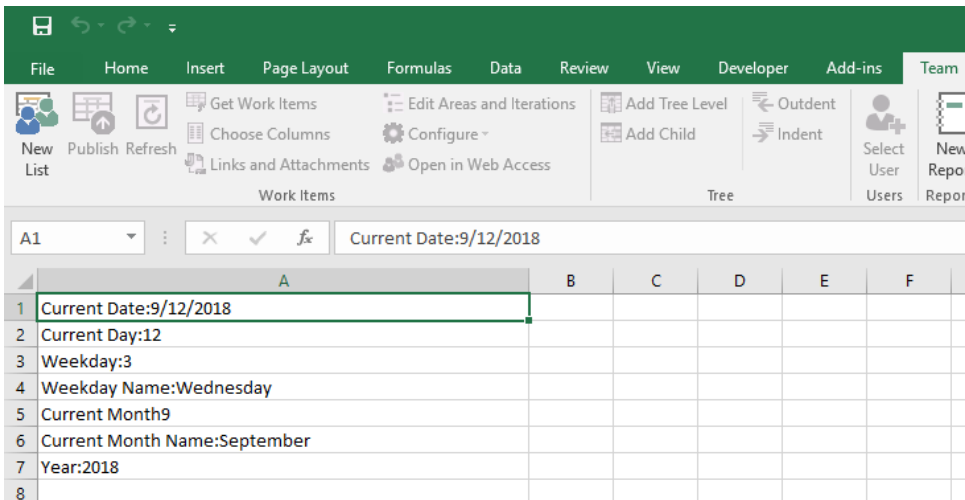 File Home Insert Page Layout Formulas Data Review View Developer Add-ins Team
Get Work Items Edit Areas and Iterations Add Tree Level Outdent
Choose Columns Configure Add Child Indent
New Publish Refresh Select New
List Links and Attachments Open in Web Access User Repo
Work Items Tree Users Repor
A1 fx Current Date:9/12/2018
A B C D E F
1 Current Date:9/12/2018
2 Current Day:12
3 Weekday:3
4 Weekday Name:Wednesday
5 Current Month9
6 Current Month Name:September
7 Year:2018
8